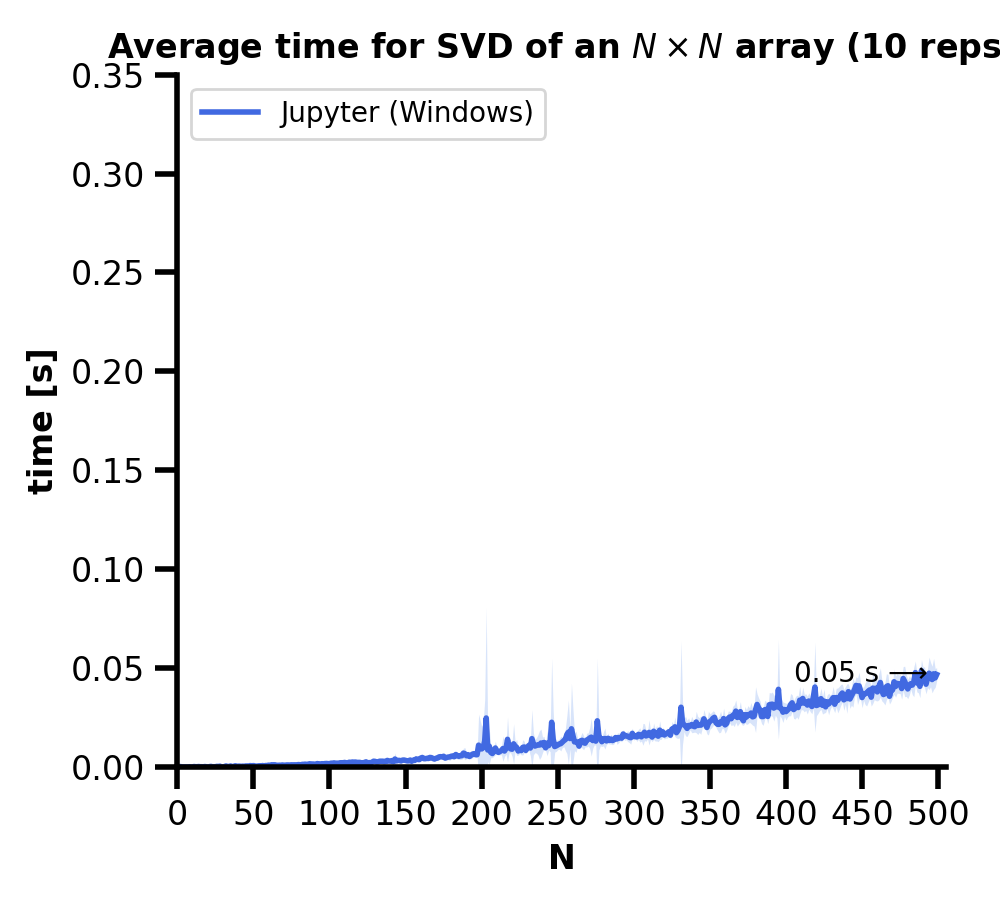 Average time for SVD of an N × N array (10 reps
0.35
Jupyter (Windows)
0.30
0.25
0.20
time [s]
0.15
0.10
0.05
0.05 s
0.00
0 50 100 150 200 250 300 350 400 450 500
N